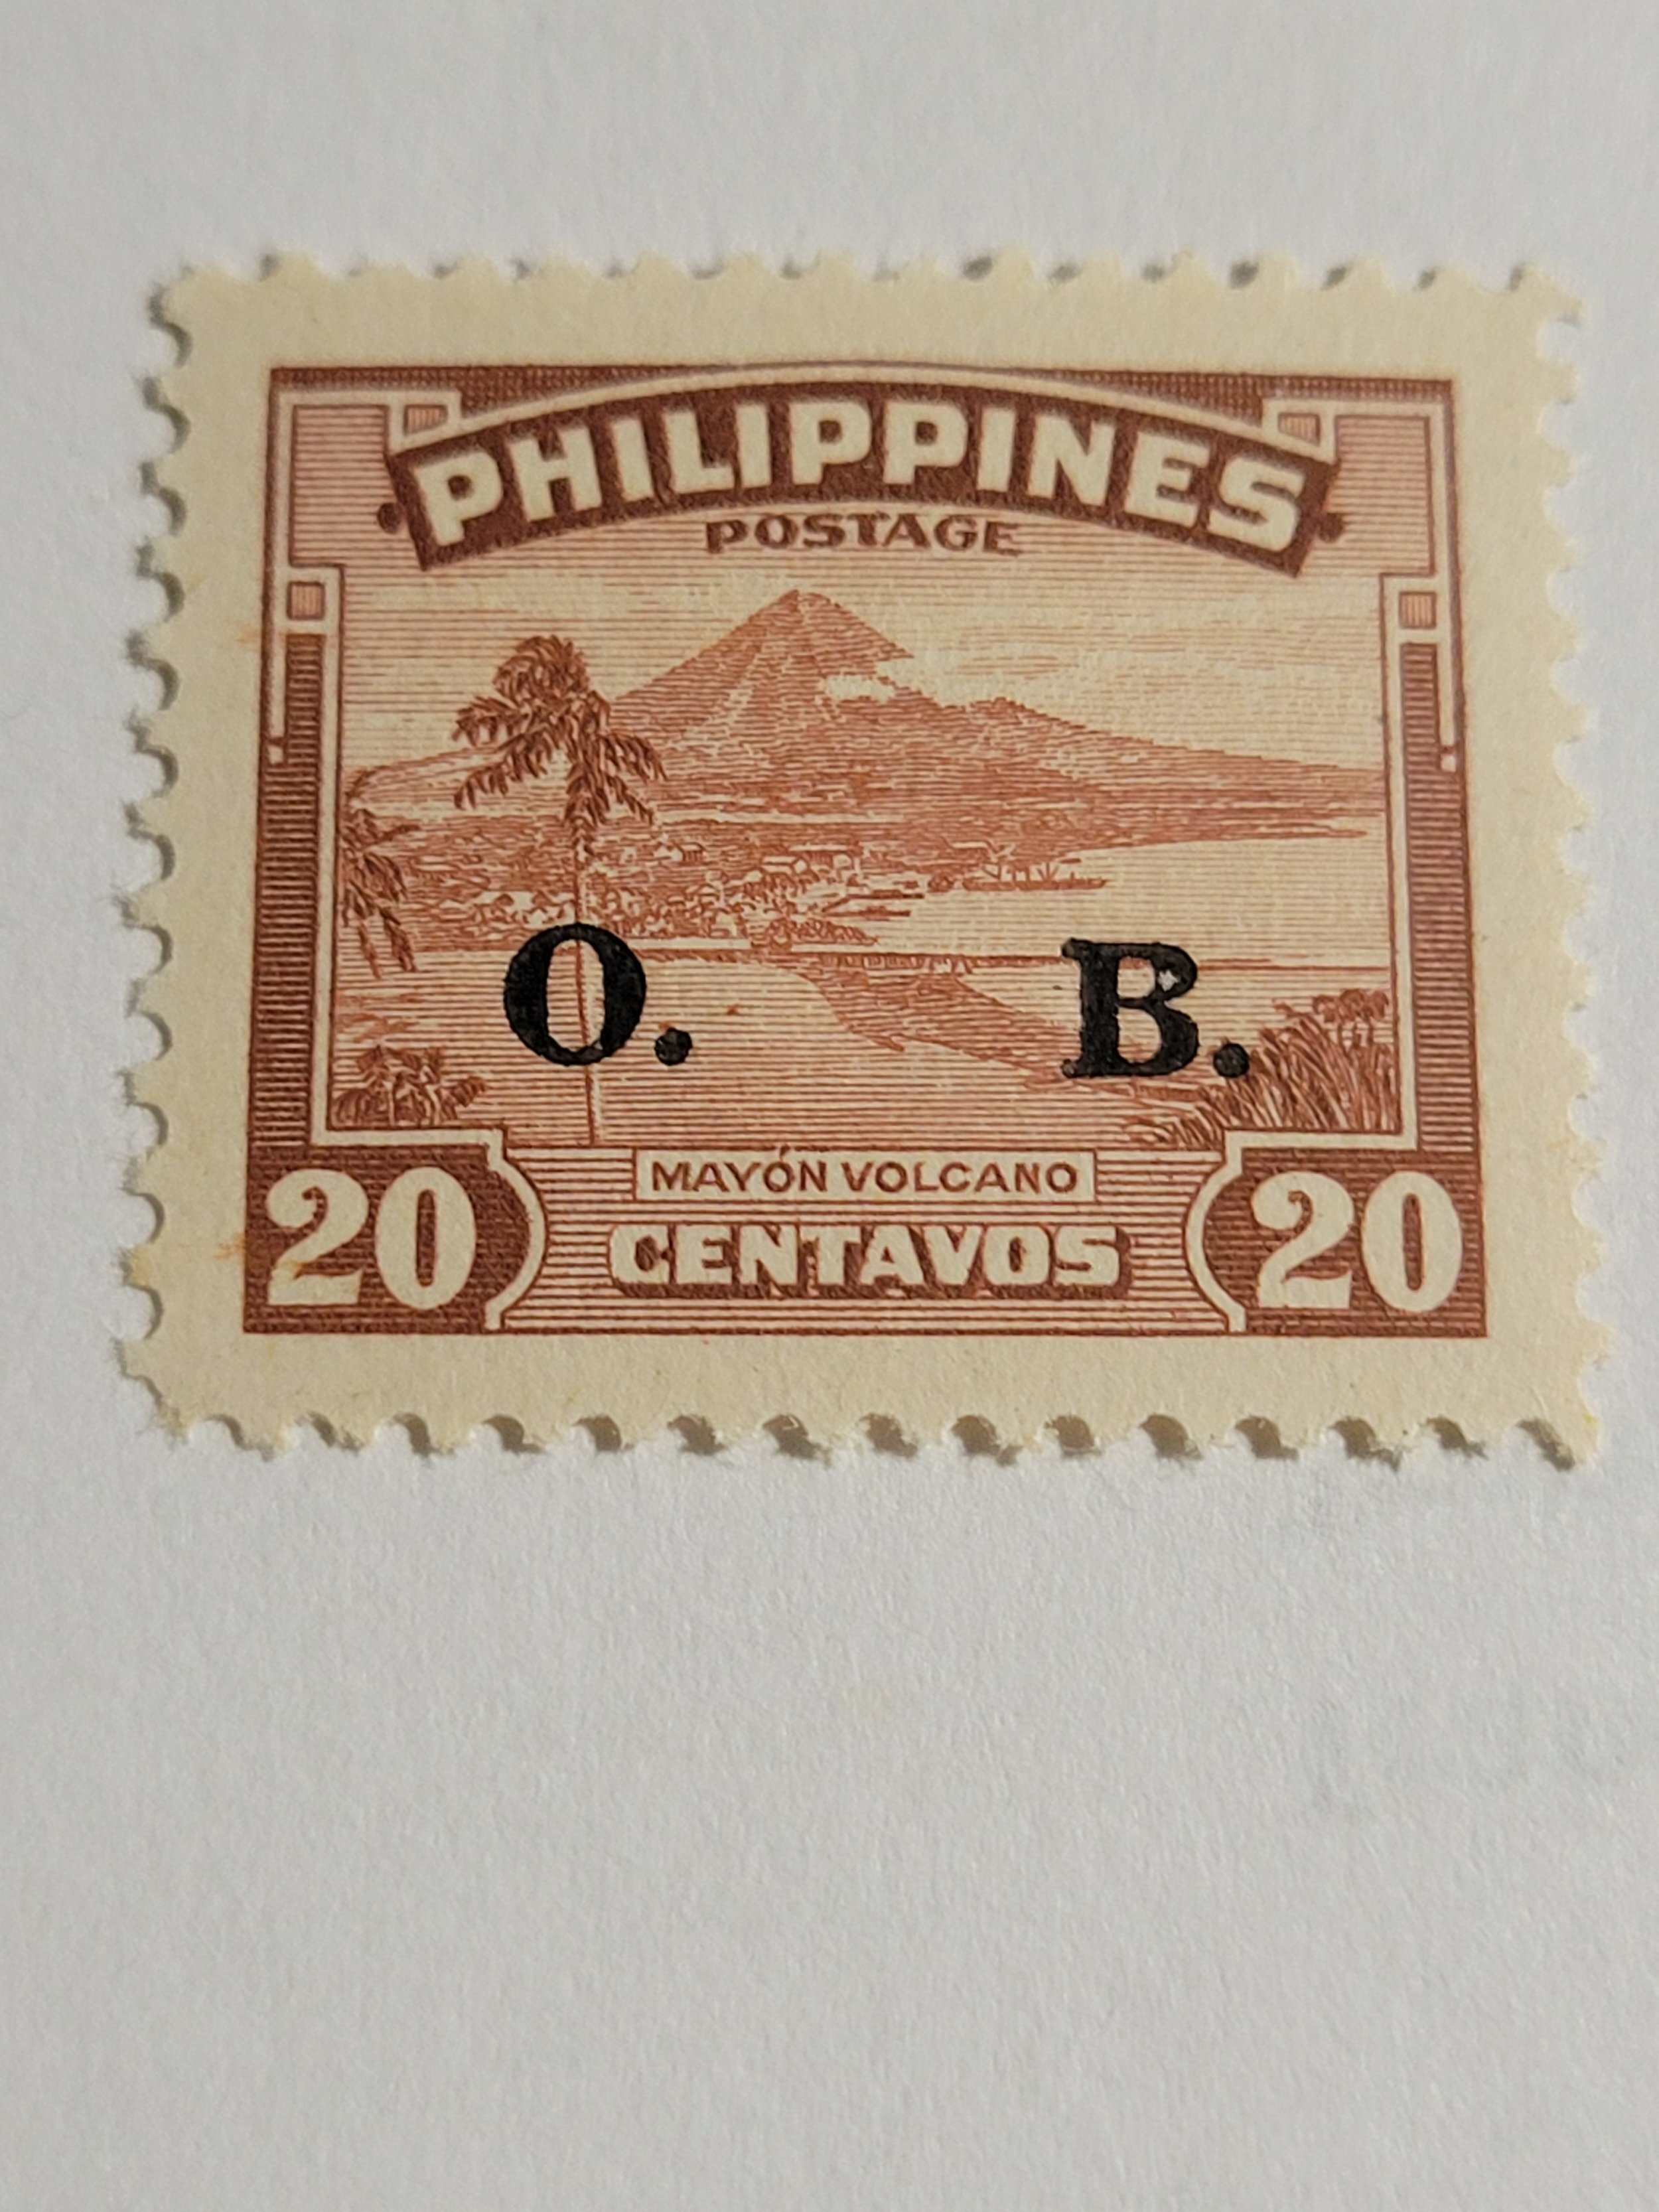 PHILIPPINES
POSTAGE
O. B.
MAYÓN VOLCANO
20 CENTAVOS 20